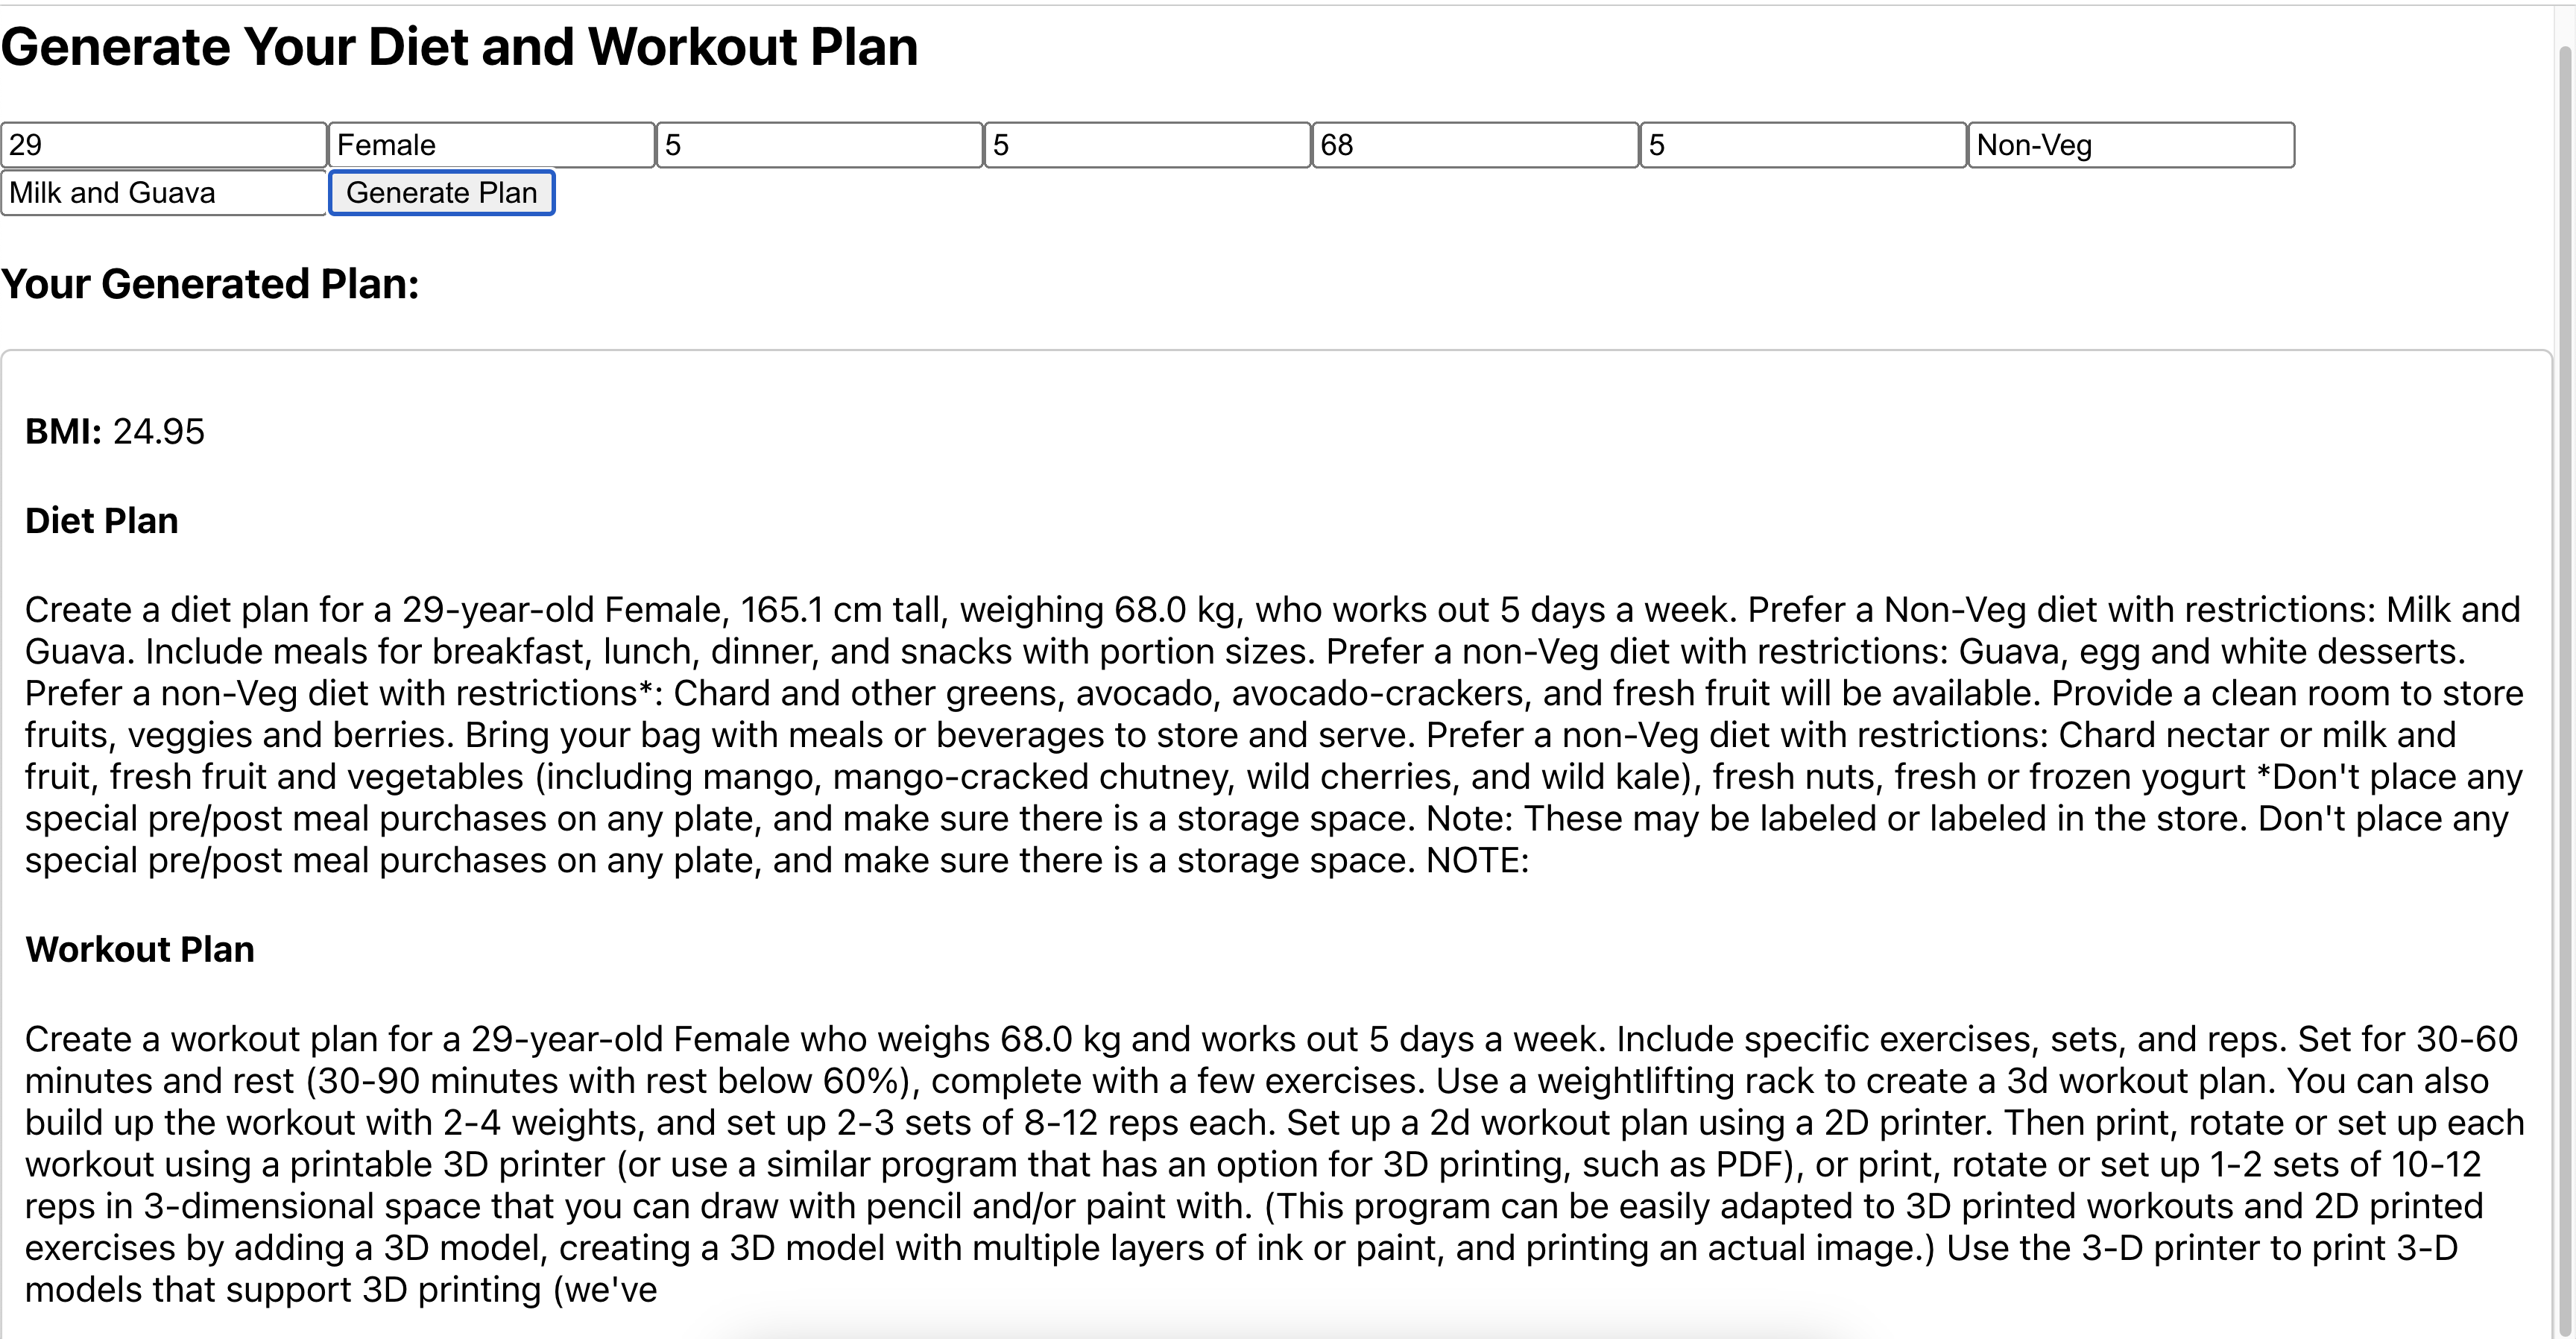 Generate Your Diet and Workout Plan
29 Female 5 5 68 5 Non-Veg
Milk and Guava Generate Plan
Your Generated Plan:
BMI: 24.95
Diet Plan
Create a diet plan for a 29-year-old Female, 165.1 cm tall, weighing 68.0 kg, who works out 5 days a week. Prefer a Non-Veg diet with restrictions: Milk and
Guava. Include meals for breakfast, lunch, dinner, and snacks with portion sizes. Prefer a non-Veg diet with restrictions: Guava, egg and white desserts.
Prefer a non-Veg diet with restrictions*: Chard and other greens, avocado, avocado-crackers, and fresh fruit will be available. Provide a clean room to store
fruits, veggies and berries. Bring your bag with meals or beverages to store and serve. Prefer a non-Veg diet with restrictions: Chard nectar or milk and
fruit, fresh fruit and vegetables (including mango, mango-cracked chutney, wild cherries, and wild kale), fresh nuts, fresh or frozen yogurt *Don't place any
special pre/post meal purchases on any plate, and make sure there is a storage space. Note: These may be labeled or labeled in the store. Don't place any
special pre/post meal purchases on any plate, and make sure there is a storage space. NOTE:
Workout Plan
Create a workout plan for a 29-year-old Female who weighs 68.0 kg and works out 5 days a week. Include specific exercises, sets, and reps. Set for 30-60
minutes and rest (30-90 minutes with rest below 60%), complete with a few exercises. Use a weightlifting rack to create a 3d workout plan. You can also
build up the workout with 2-4 weights, and set up 2-3 sets of 8-12 reps each. Set up a 2d workout plan using a 2D printer. Then print, rotate or set up each
workout using a printable 3D printer (or use a similar program that has an option for 3D printing, such as PDF), or print, rotate or set up 1-2 sets of 10-12
reps in 3-dimensional space that you can draw with pencil and/or paint with. (This program can be easily adapted to 3D printed workouts and 2D printed
exercises by adding a 3D model, creating a 3D model with multiple layers of ink or paint, and printing an actual image.) Use the 3-D printer to print 3-D
models that support 3D printing (we've